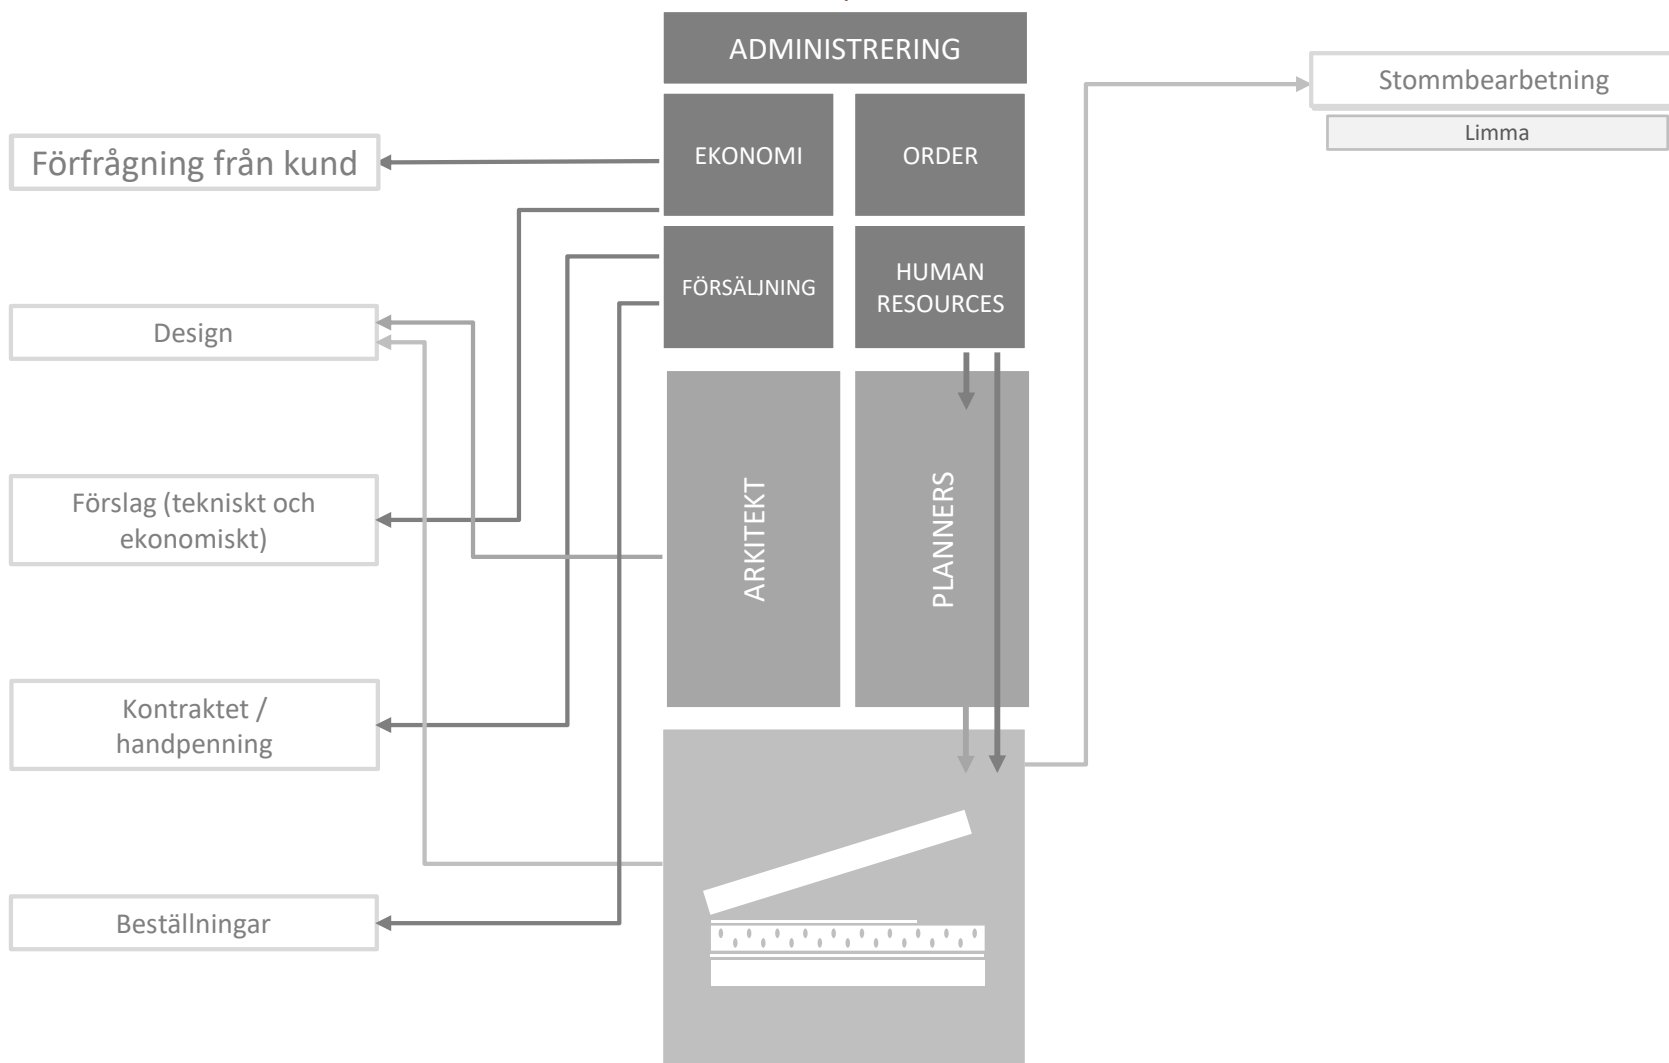 ADMINISTRERING
EKONOMI
ORDER
FÖRSÄLJNING
HUMAN
RESOURCES
ARKITEKT
PLANNERS
Förfrågning från kund
Design
Förslag (tekniskt och
ekonomiskt)
Kontraktet /
handpenning
Beställningar
Stommbearbetning
Limma